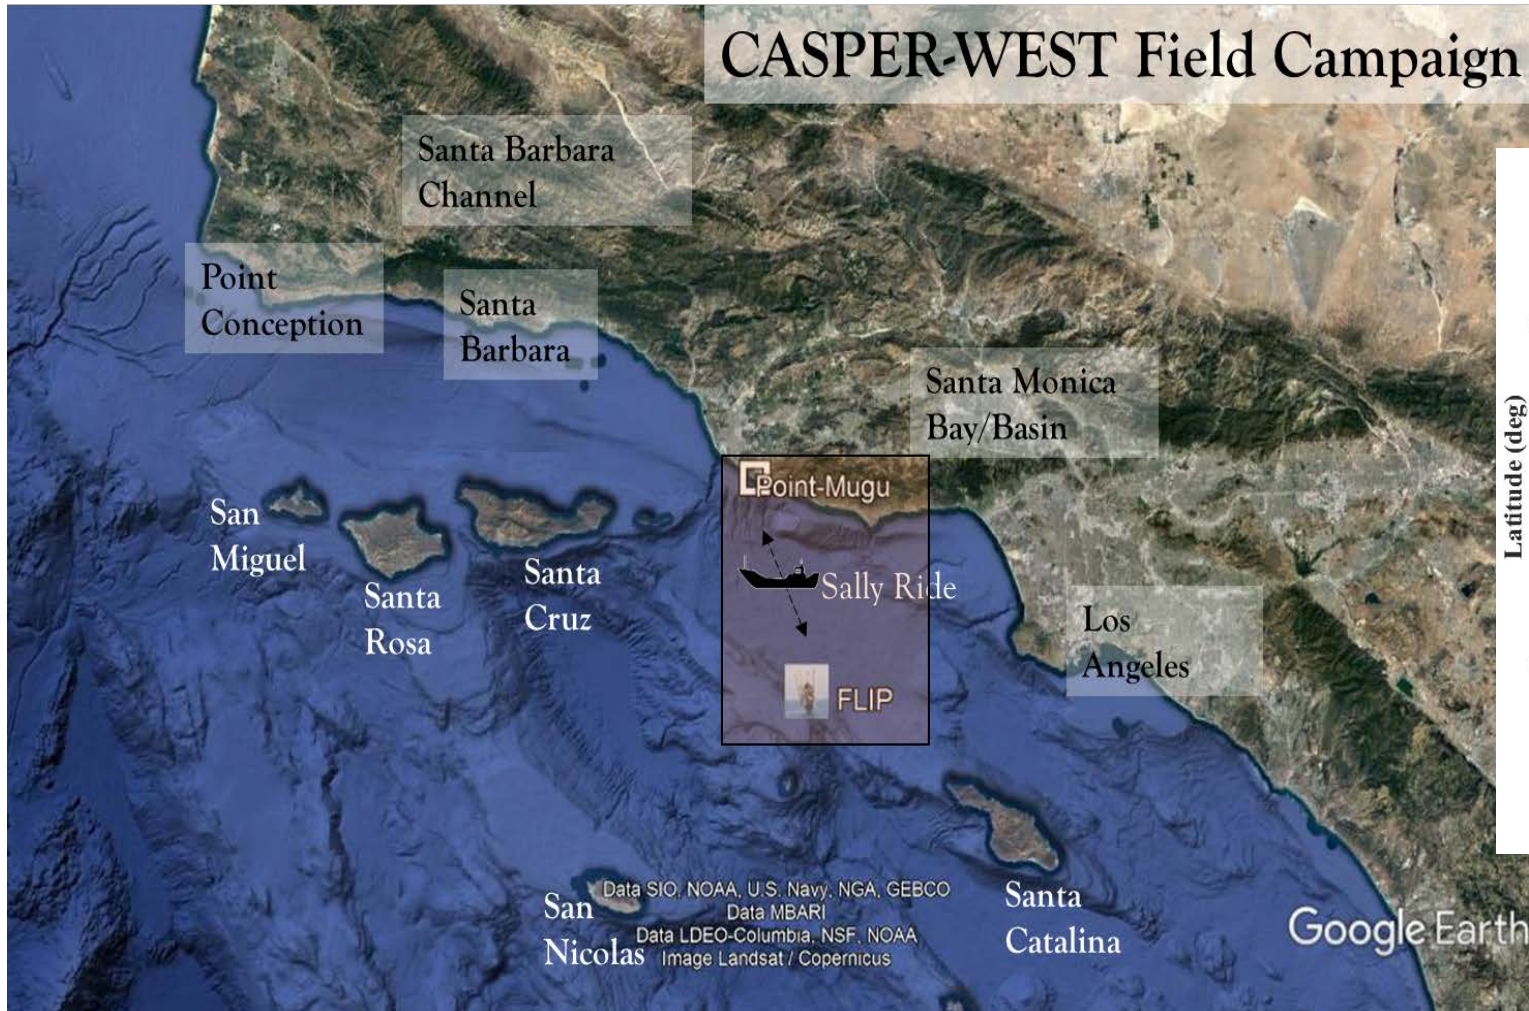 CASPER-WEST Field Campaign
Santa Barbara
Channel
Point
Conception
Santa
Barbara
Santa Monica
Bay/Basin
Latitude (deg)
Point-Mugu
San
Miguel
Santa
Rosa
Santa
Cruz
Sally Ride
Los
Angeles
FLIP
San
Nicolas
Data SIO, NOAA, U.S. Navy, NGA, GEBCO
Data MBARI
Data LDEO-Columbia, NSF, NOAA
Image Landsat / Copernicus
Santa
Catalina
Google Earth